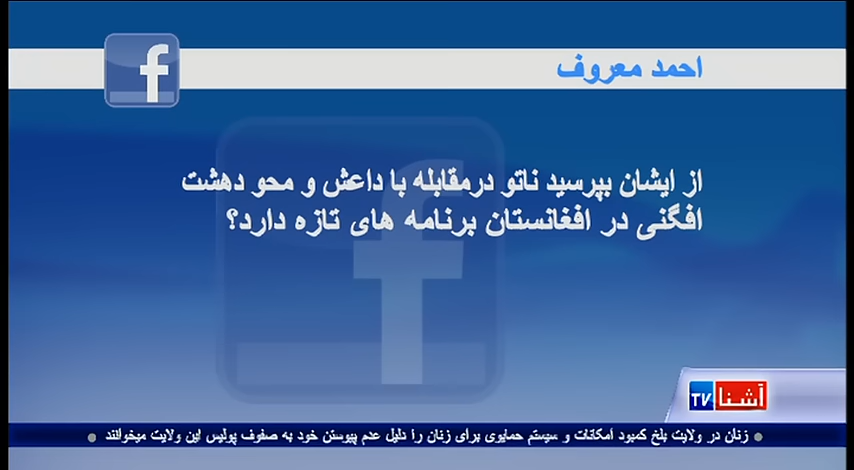 احمد معروف
از ایشان بپرسید ناتو درمقابله با داعش و محو دهشت
افگنی در افغانستان برنامه های تازه دارد؟
آشنا TV
زنان در ولایت بلخ کمبود امکانات و سیستم حمایوی برای زنان را دلیل عدم پیوستن خود به صفوف پولیس این ولایت میخوانند